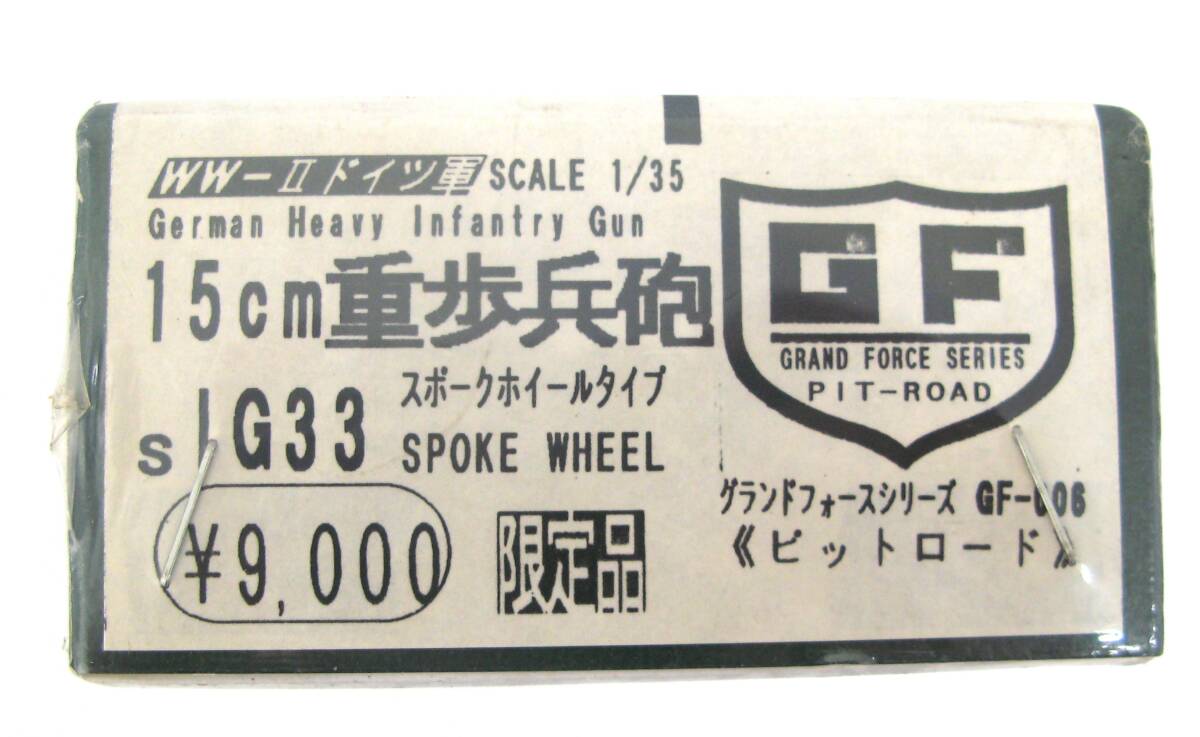 WW-Ⅱドイツ軍 SCALE 1/35
German Heavy Infantry Gun
15cm重歩兵砲
sIG33 スポークホイールタイプ
SPOKE WHEEL
¥9,000
限定品
GF
GRAND FORCE SERIES
PIT-ROAD
グランドフォースシリーズ GF-006
《ピットロード》